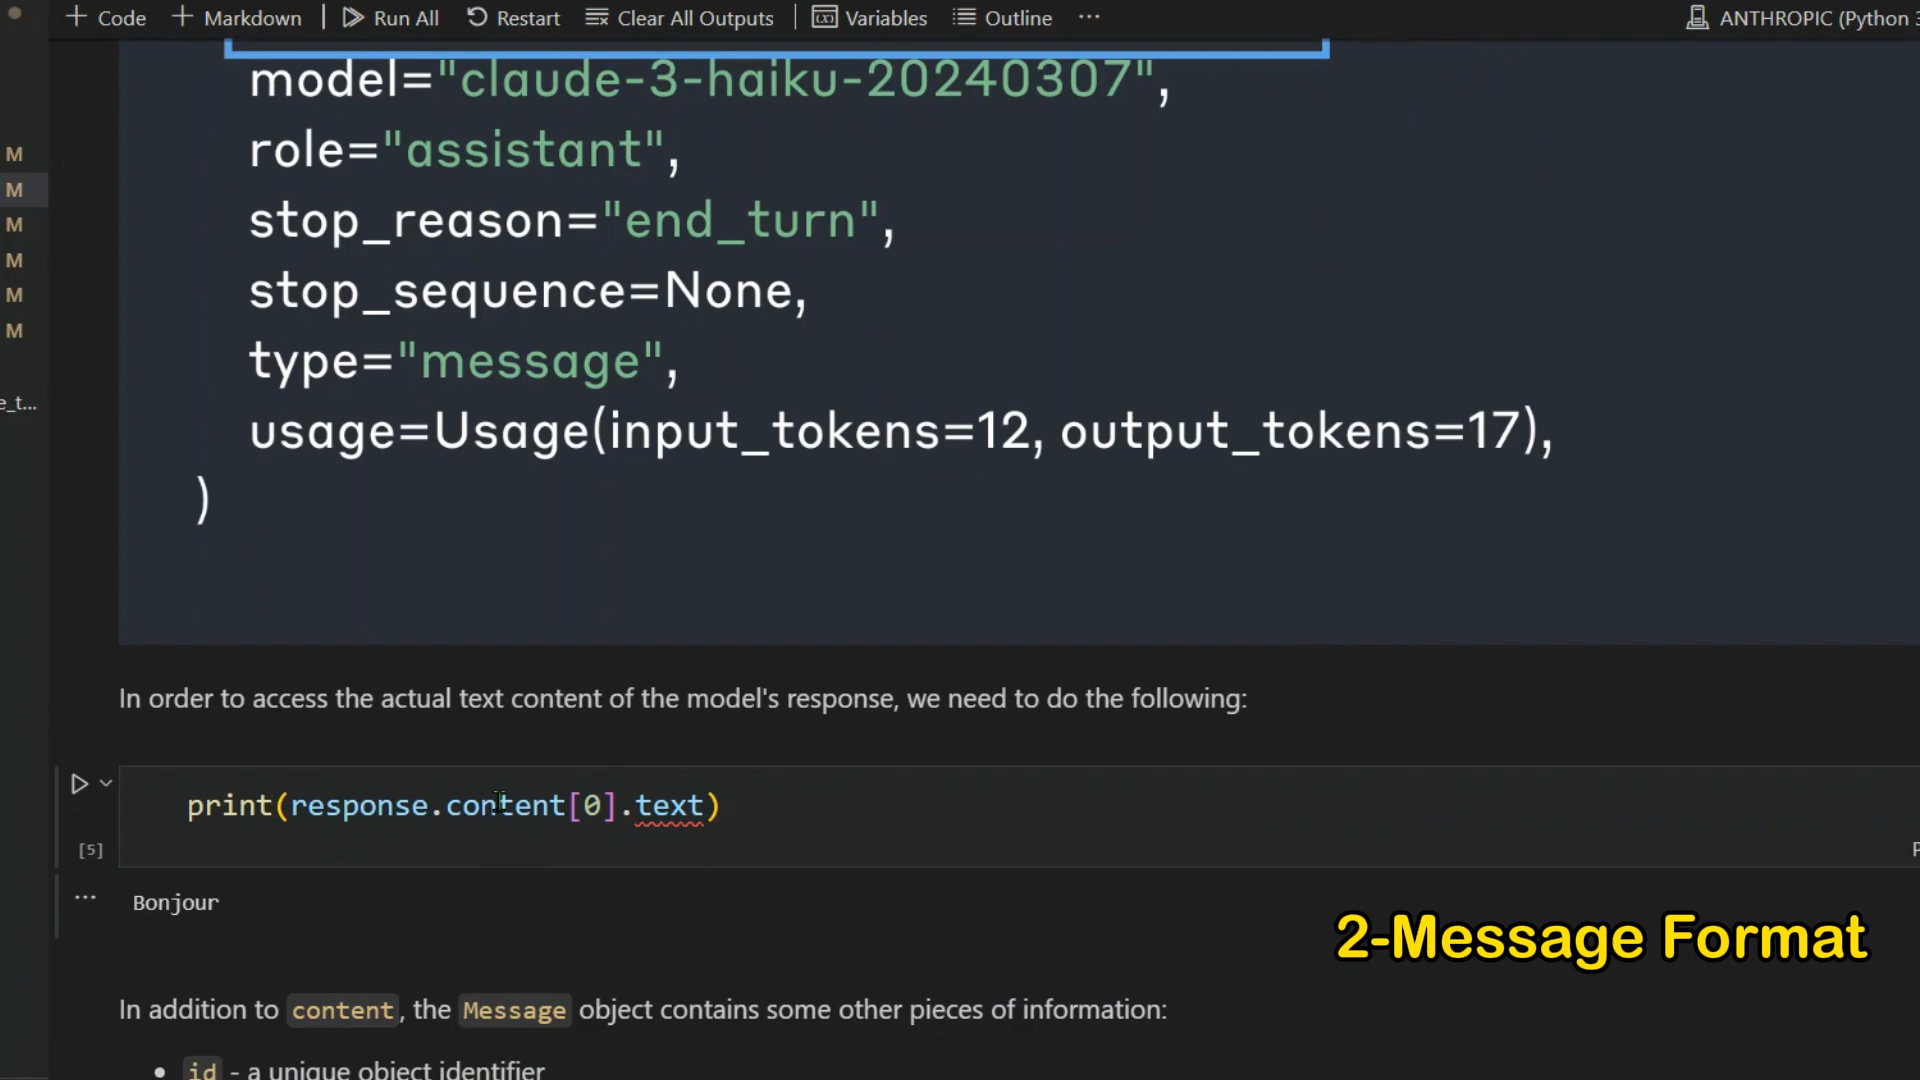 Code Markdown Run All Restart Clear All Outputs Variables Outline ··· ANTHROPIC (Python 3
model="claude-3-haiku-20240307",
M
role="assistant",
M
stop_reason="end_turn",
M
M
stop_sequence=None,
M
M
type="message",
e_t...
usage=Usage(input_tokens=12, output_tokens=17),
)
In order to access the actual text content of the model's response, we need to do the following:
print(response.content[0].text)
[5]
Bonjour
2-Message Format
In addition to content, the Message object contains some other pieces of information:
• id - a unique object identifier